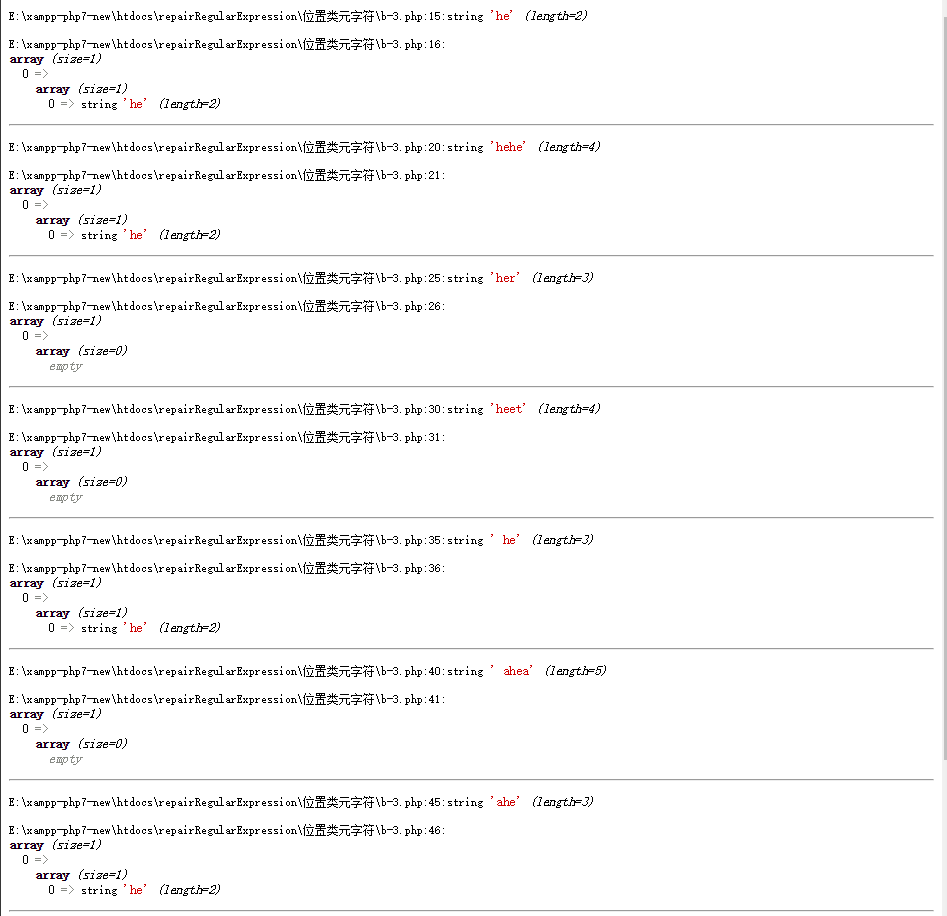 E:\xampp-php7-new\htdocs\repairRegularExpression\位置类元字符\b-3.php:15:string 'he' (length=2)
E:\xampp-php7-new\htdocs\repairRegularExpression\位置类元字符\b-3.php:16:
array (size=1)
0 =>
array (size=1)
0 => string 'he' (length=2)
E:\xampp-php7-new\htdocs\repairRegularExpression\位置类元字符\b-3.php:20:string 'hehe' (length=4)
E:\xampp-php7-new\htdocs\repairRegularExpression\位置类元字符\b-3.php:21:
array (size=1)
0 =>
array (size=1)
0 => string 'he' (length=2)
E:\xampp-php7-new\htdocs\repairRegularExpression\位置类元字符\b-3.php:25:string 'her' (length=3)
E:\xampp-php7-new\htdocs\repairRegularExpression\位置类元字符\b-3.php:26:
array (size=1)
0 =>
array (size=0)
empty
E:\xampp-php7-new\htdocs\repairRegularExpression\位置类元字符\b-3.php:30:string 'heet' (length=4)
E:\xampp-php7-new\htdocs\repairRegularExpression\位置类元字符\b-3.php:31:
array (size=1)
0 =>
array (size=0)
empty
E:\xampp-php7-new\htdocs\repairRegularExpression\位置类元字符\b-3.php:35:string ' he' (length=3)
E:\xampp-php7-new\htdocs\repairRegularExpression\位置类元字符\b-3.php:36:
array (size=1)
0 =>
array (size=1)
0 => string 'he' (length=2)
E:\xampp-php7-new\htdocs\repairRegularExpression\位置类元字符\b-3.php:40:string ' ahea' (length=5)
E:\xampp-php7-new\htdocs\repairRegularExpression\位置类元字符\b-3.php:41:
array (size=1)
0 =>
array (size=0)
empty
E:\xampp-php7-new\htdocs\repairRegularExpression\位置类元字符\b-3.php:45:string 'ahe' (length=3)
E:\xampp-php7-new\htdocs\repairRegularExpression\位置类元字符\b-3.php:46:
array (size=1)
0 =>
array (size=1)
0 => string 'he' (length=2)